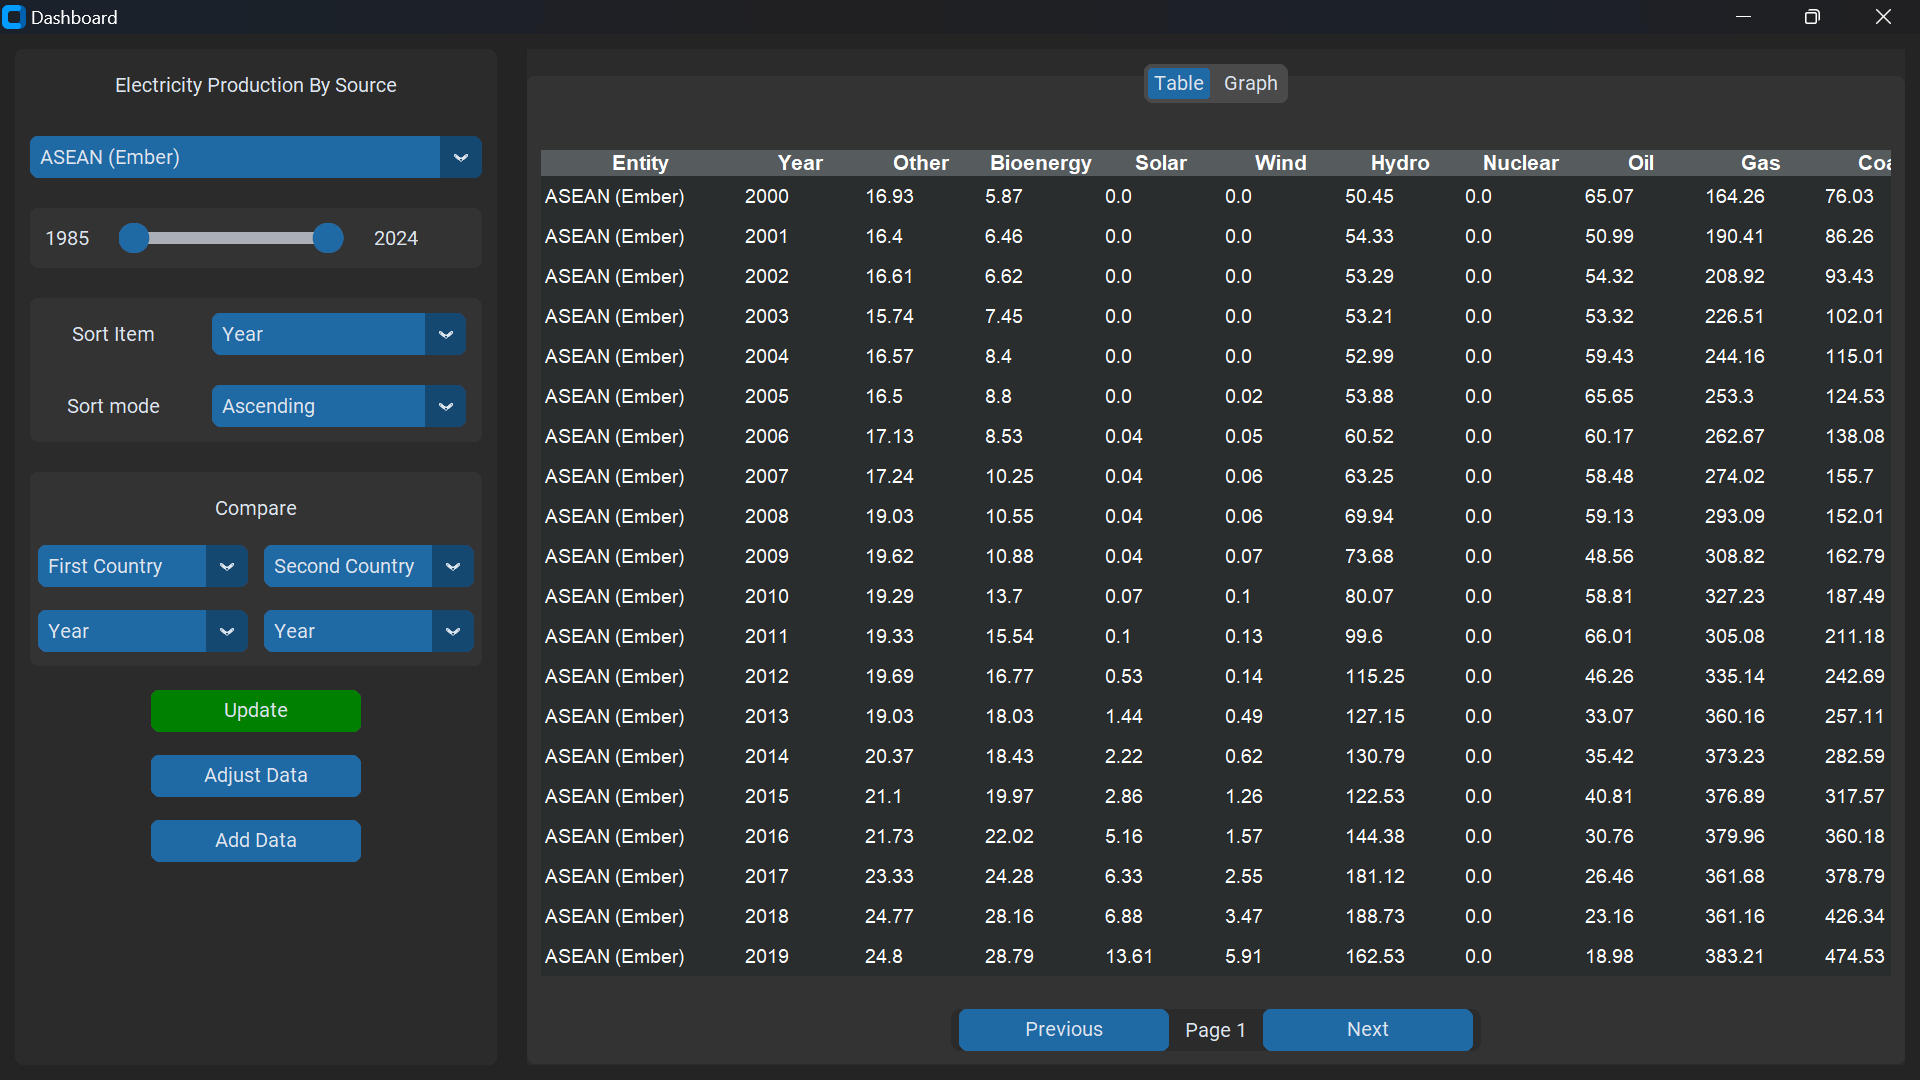 Dashboard
Electricity Production By Source
ASEAN (Ember)
1985 2024
Sort Item Year
Sort mode Ascending
Compare
First Country Second Country
Year Year
Update
Adjust Data
Add Data
Table Graph
Entity Year Other Bioenergy Solar Wind Hydro Nuclear Oil Gas Coa
ASEAN (Ember) 2000 16.93 5.87 0.0 0.0 50.45 0.0 65.07 164.26 76.03
ASEAN (Ember) 2001 16.4 6.46 0.0 0.0 54.33 0.0 50.99 190.41 86.26
ASEAN (Ember) 2002 16.61 6.62 0.0 0.0 53.29 0.0 54.32 208.92 93.43
ASEAN (Ember) 2003 15.74 7.45 0.0 0.0 53.21 0.0 53.32 226.51 102.01
ASEAN (Ember) 2004 16.57 8.4 0.0 0.0 52.99 0.0 59.43 244.16 115.01
ASEAN (Ember) 2005 16.5 8.8 0.0 0.02 53.88 0.0 65.65 253.3 124.53
ASEAN (Ember) 2006 17.13 8.53 0.04 0.05 60.52 0.0 60.17 262.67 138.08
ASEAN (Ember) 2007 17.24 10.25 0.04 0.06 63.25 0.0 58.48 274.02 155.7
ASEAN (Ember) 2008 19.03 10.55 0.04 0.06 69.94 0.0 59.13 293.09 152.01
ASEAN (Ember) 2009 19.62 10.88 0.04 0.07 73.68 0.0 48.56 308.82 162.79
ASEAN (Ember) 2010 19.29 13.7 0.07 0.1 80.07 0.0 58.81 327.23 187.49
ASEAN (Ember) 2011 19.33 15.54 0.1 0.13 99.6 0.0 66.01 305.08 211.18
ASEAN (Ember) 2012 19.69 16.77 0.53 0.14 115.25 0.0 46.26 335.14 242.69
ASEAN (Ember) 2013 19.03 18.03 1.44 0.49 127.15 0.0 33.07 360.16 257.11
ASEAN (Ember) 2014 20.37 18.43 2.22 0.62 130.79 0.0 35.42 373.23 282.59
ASEAN (Ember) 2015 21.1 19.97 2.86 1.26 122.53 0.0 40.81 376.89 317.57
ASEAN (Ember) 2016 21.73 22.02 5.16 1.57 144.38 0.0 30.76 379.96 360.18
ASEAN (Ember) 2017 23.33 24.28 6.33 2.55 181.12 0.0 26.46 361.68 378.79
ASEAN (Ember) 2018 24.77 28.16 6.88 3.47 188.73 0.0 23.16 361.16 426.34
ASEAN (Ember) 2019 24.8 28.79 13.61 5.91 162.53 0.0 18.98 383.21 474.53
Previous Page 1 Next